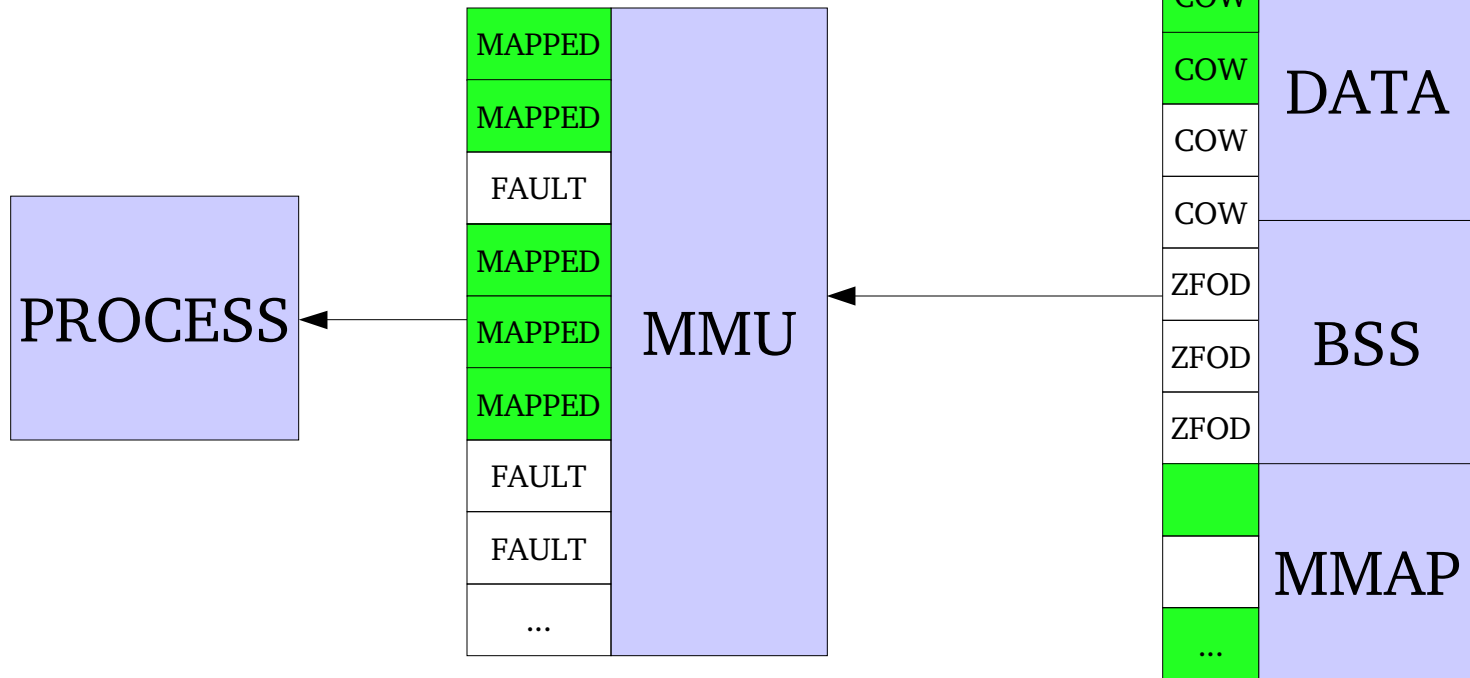 PROCESS
MAPPED
MAPPED
FAULT
MAPPED
MAPPED
MAPPED
FAULT
FAULT
...
MMU
COW
COW
COW
COW
ZFOD
ZFOD
ZFOD
...
DATA
BSS
MMAP